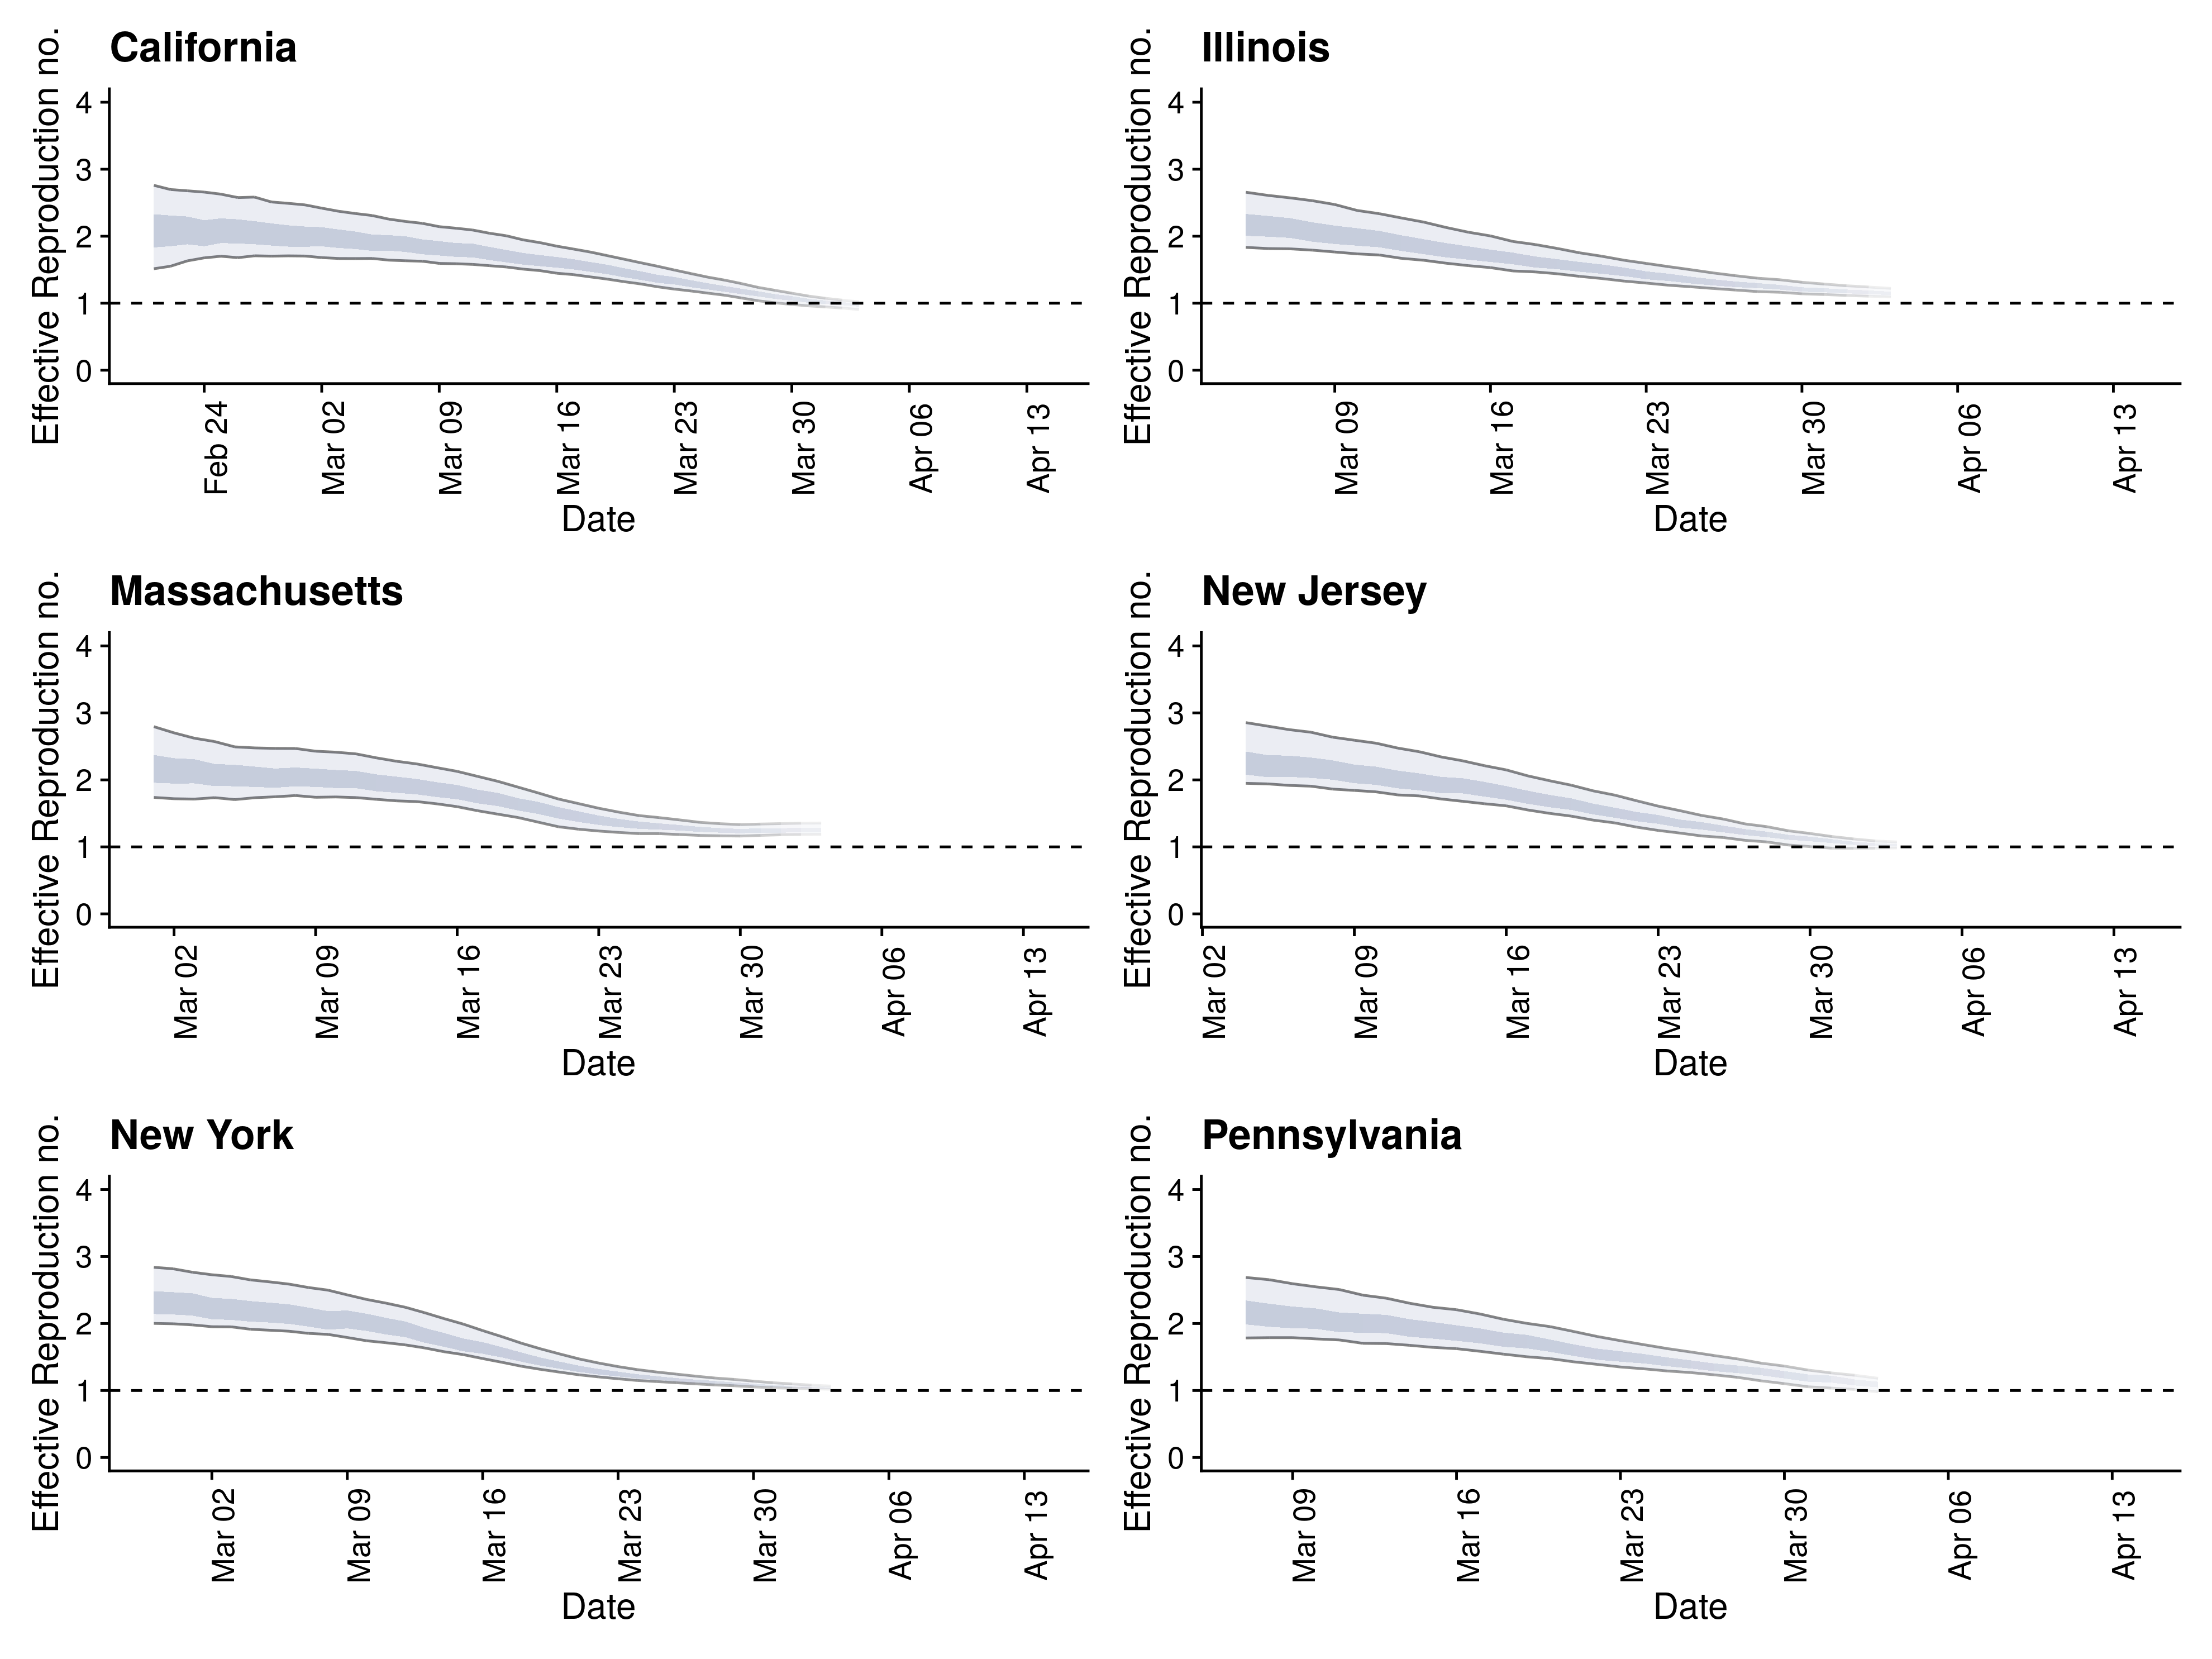 California
Effective Reproduction no.
4
3
2
1
0
Feb 24
Mar 02
Mar 09
Mar 16
Mar 23
Mar 30
Apr 06
Apr 13
Date
Illinois
Effective Reproduction no.
4
3
2
1
0
Mar 09
Mar 16
Mar 23
Mar 30
Apr 06
Apr 13
Date
Massachusetts
Effective Reproduction no.
4
3
2
1
0
Mar 02
Mar 09
Mar 16
Mar 23
Mar 30
Apr 06
Apr 13
Date
New Jersey
Effective Reproduction no.
4
3
2
1
0
Mar 02
Mar 09
Mar 16
Mar 23
Mar 30
Apr 06
Apr 13
Date
New York
Effective Reproduction no.
4
3
2
1
0
Mar 02
Mar 09
Mar 16
Mar 23
Mar 30
Apr 06
Apr 13
Date
Pennsylvania
Effective Reproduction no.
4
3
2
1
0
Mar 09
Mar 16
Mar 23
Mar 30
Apr 06
Apr 13
Date